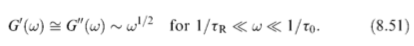 G′(ω) ≅ G″(ω) ~ ω^{1/2} for 1/τ_R ≪ ω ≪ 1/τ_0. (8.51)